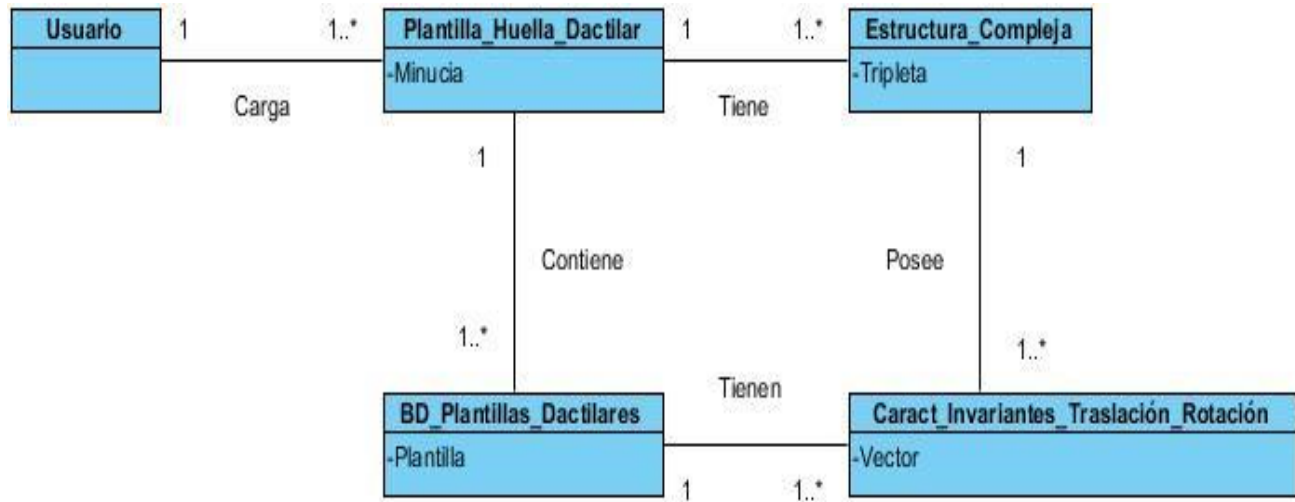 Usuario
1
1..*
Carga
Plantilla_Huella_Dactilar
-Minucia
1
1..*
Tiene
Estructura_Compleja
-Tripleta
1
Contiene
1..*
1
Posee
1..*
BD_Plantillas_Dactilares
-Plantilla
Tienen
1
1..*
Caract_Invariantes_Traslación_Rotación
-Vector